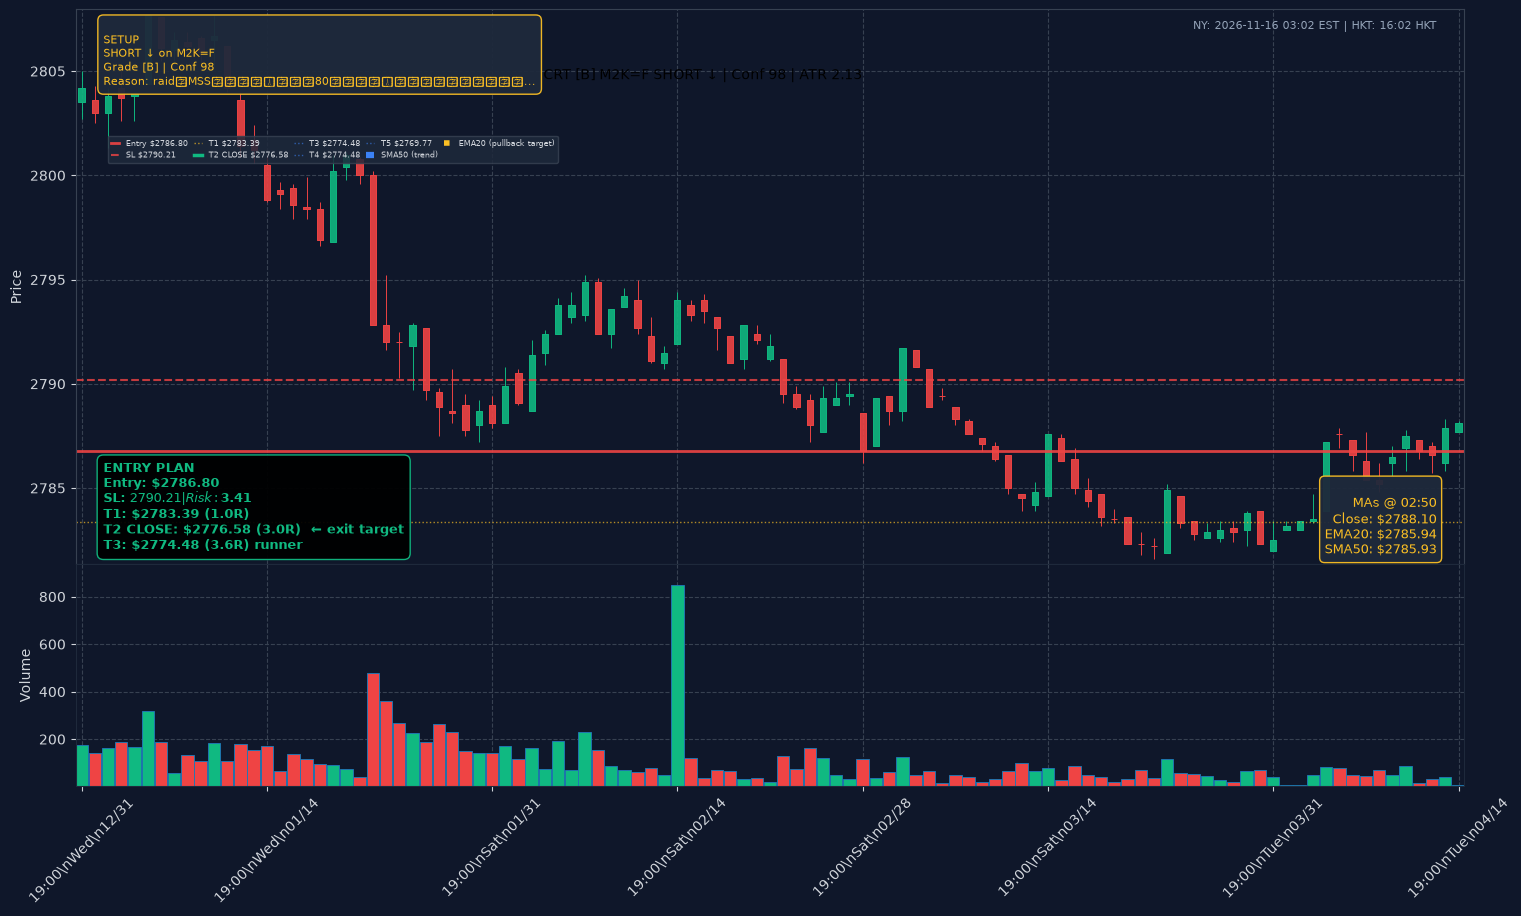 NY: 2026-11-16 03:02 EST | HKT: 16:02 HKT
SETUP
SHORT ↓ on M2K=F
Grade [B] | Conf 98
Reason: raid MSS 80 ...
CRT [B] M2K=F SHORT ↓ | Conf 98 | ATR 2.13
Entry $2786.80
SL $2790.21
T1 $2783.39
T2 CLOSE $2776.58
T3 $2774.48
T4 $2774.48
T5 $2769.77
SMA50 (trend)
EMA20 (pullback target)
Price
2805
2800
2795
2790
2785
ENTRY PLAN
Entry: $2786.80
SL: 2790.21|Risk: 3.41
T1: $2783.39 (1.0R)
T2 CLOSE: $2776.58 (3.0R) ← exit target
T3: $2774.48 (3.6R) runner
MAs @ 02:50
Close: $2788.10
EMA20: $2785.94
SMA50: $2785.93
Volume
800
600
400
200
19:00\nWed\n12/31
19:00\nWed\n01/14
19:00\nSat\n01/31
19:00\nSat\n02/14
19:00\nSat\n02/28
19:00\nSat\n03/14
19:00\nTue\n03/31
19:00\nTue\n04/14